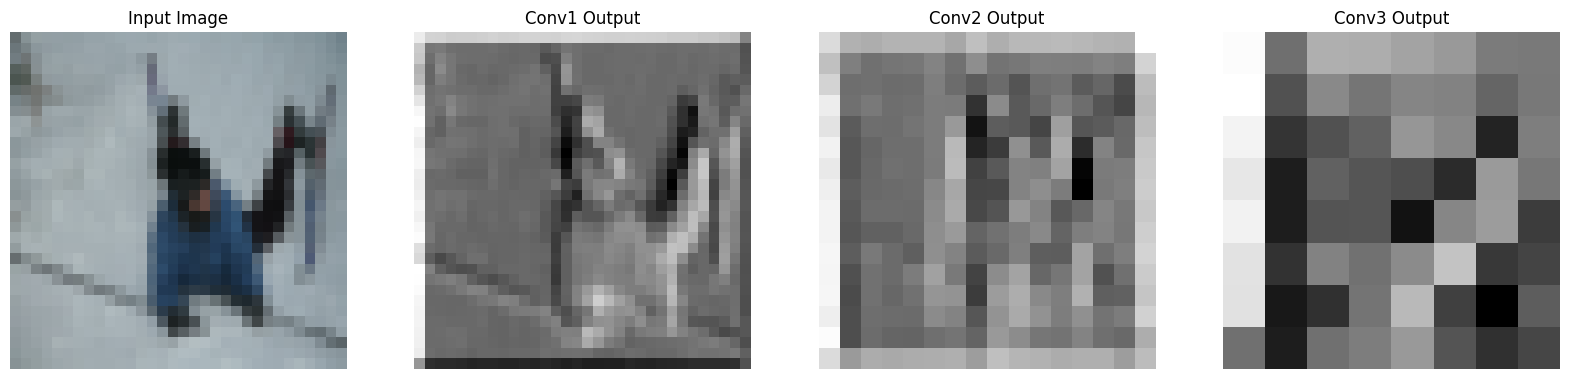 Input Image
Conv1 Output
Conv2 Output
Conv3 Output